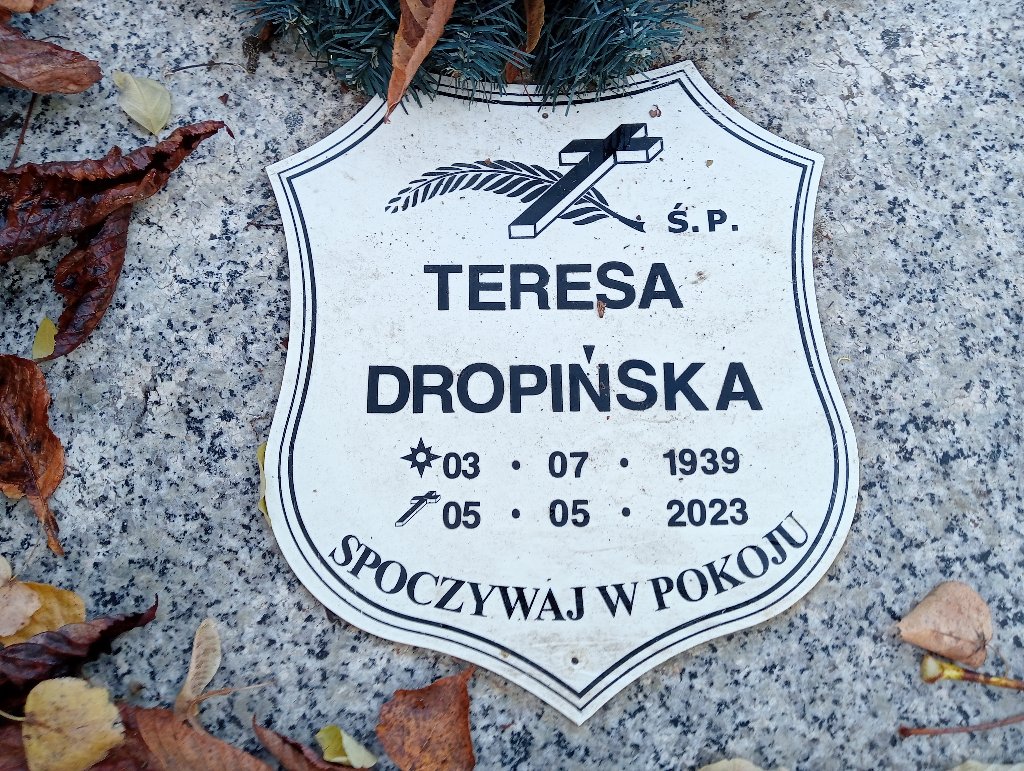 Ś.P.
TERESA
DROPIŃSKA
03 • 07 • 1939
05 • 05 • 2023
SPOCZYWAJ W POKOJU